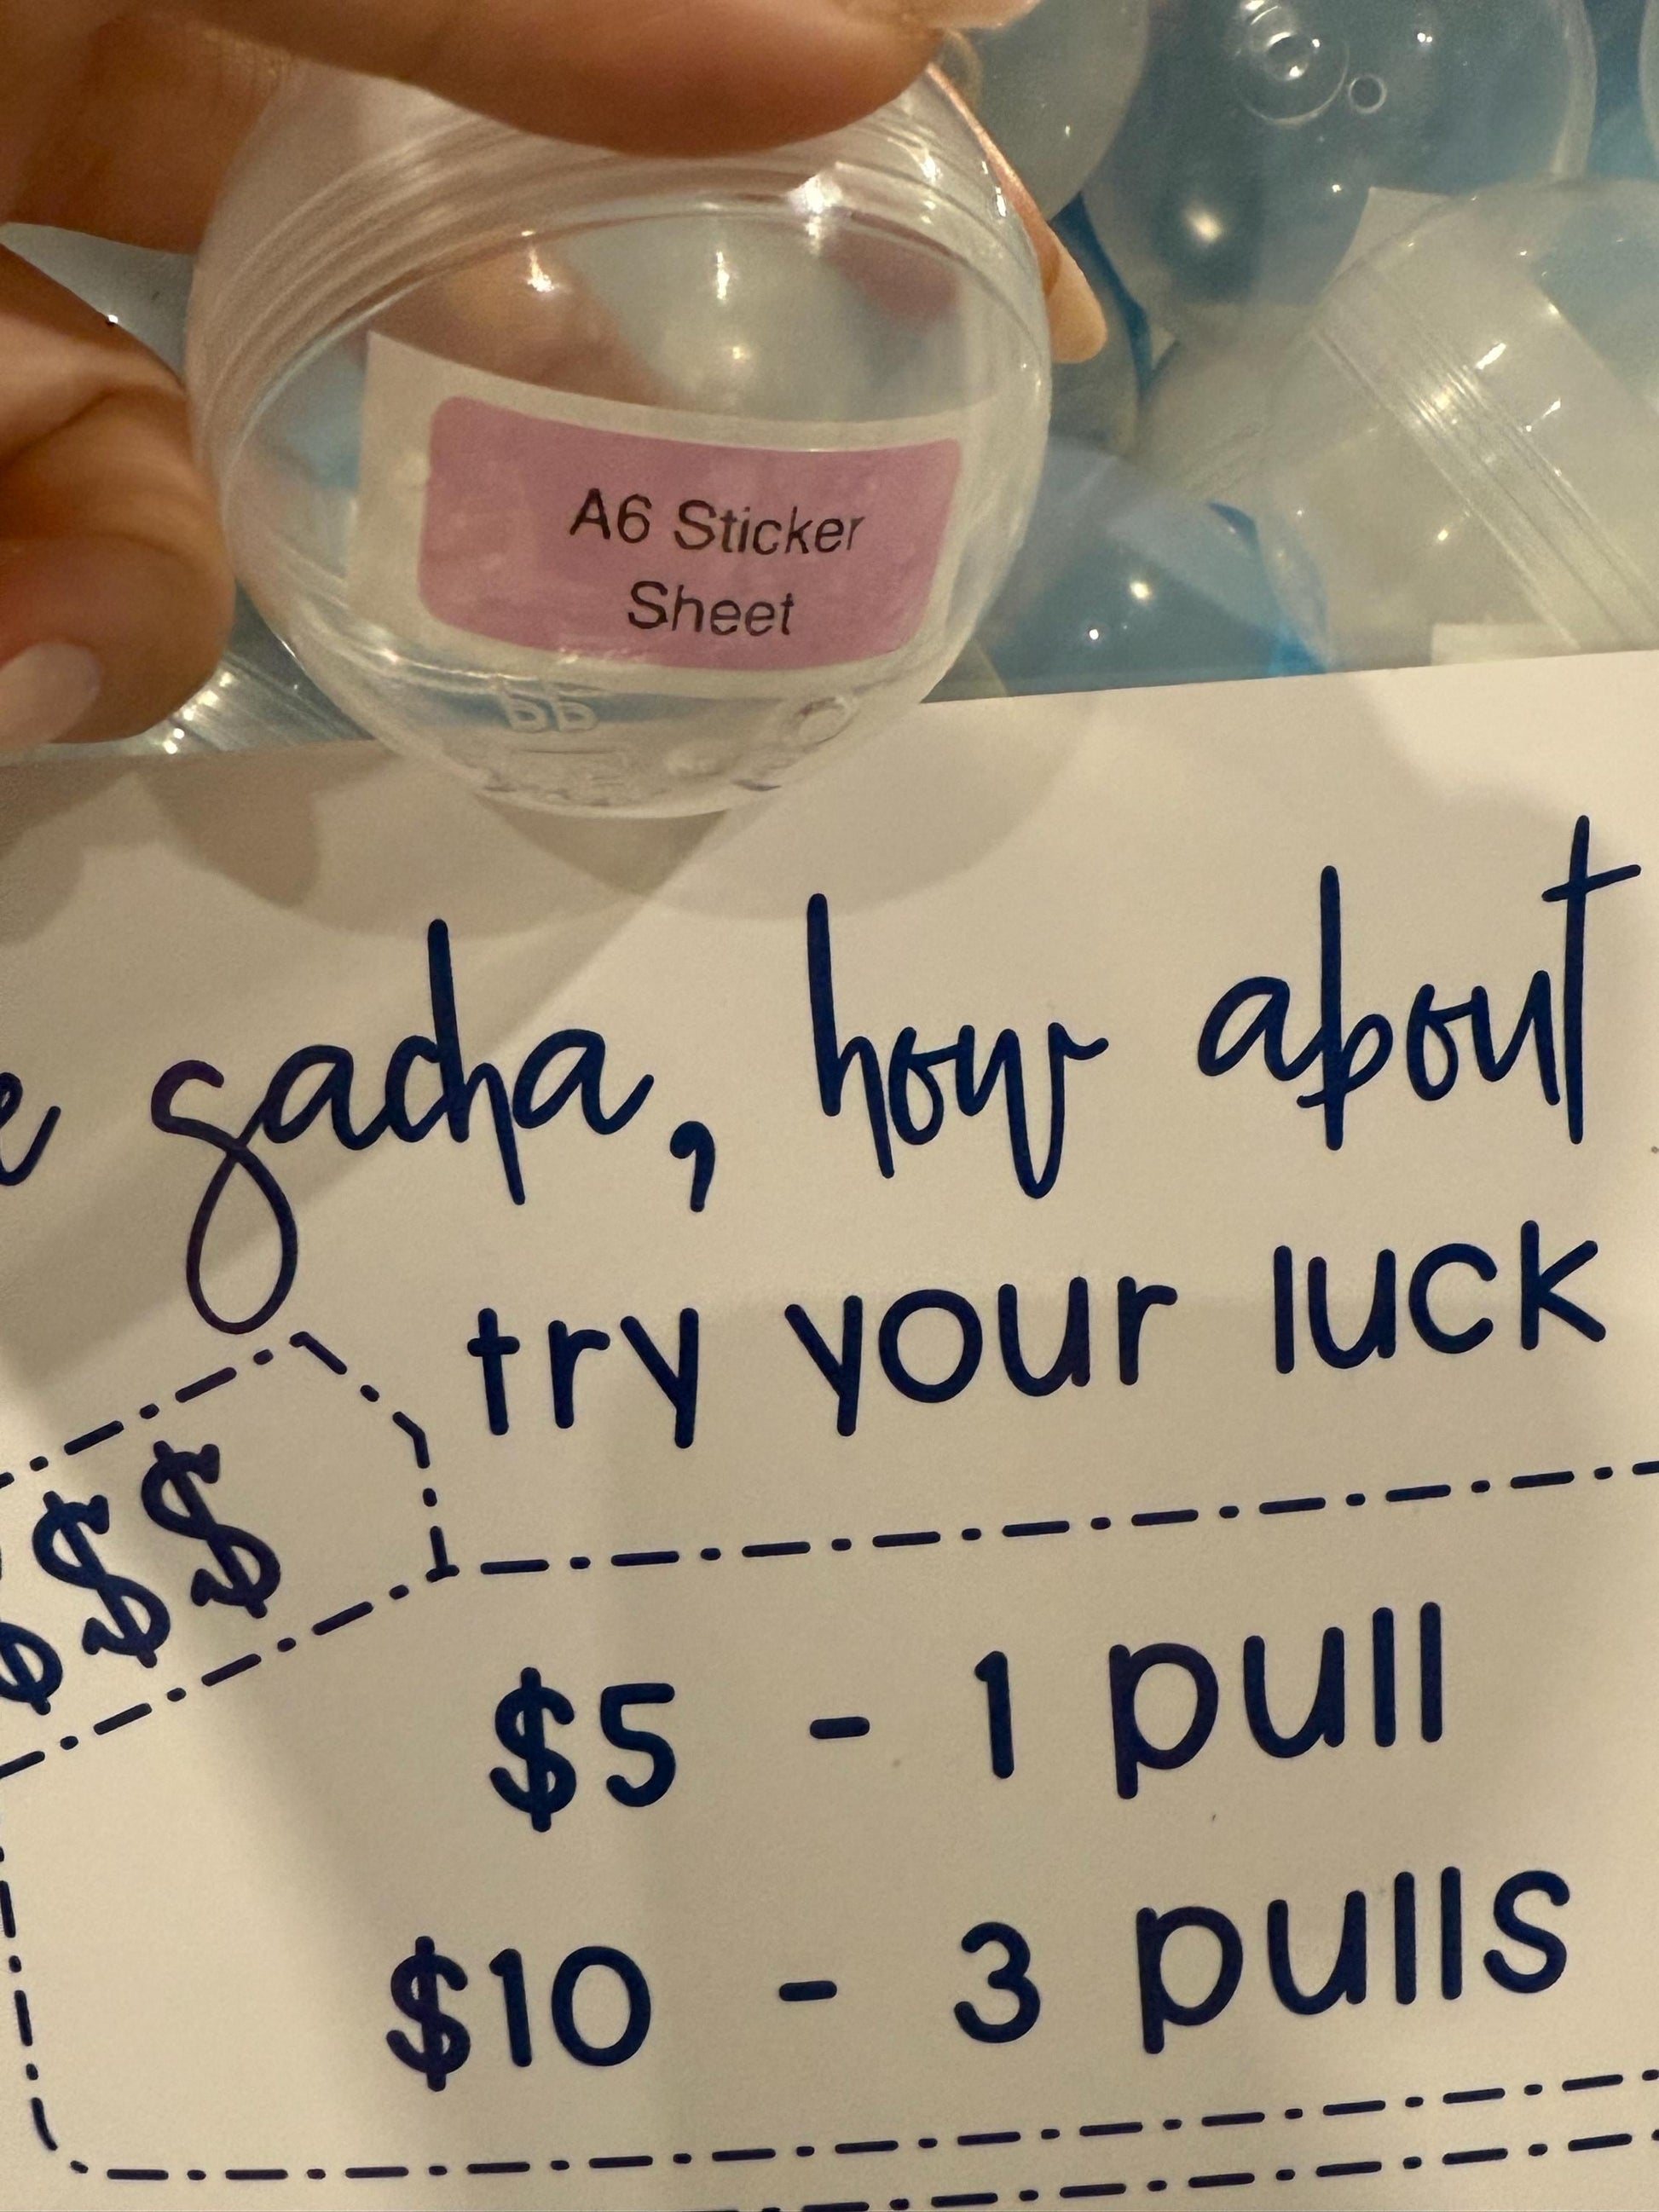 A6 Sticker
Sheet
gacha, how about
try your luck
$$$
$5 - 1 pull
$10 - 3 pulls